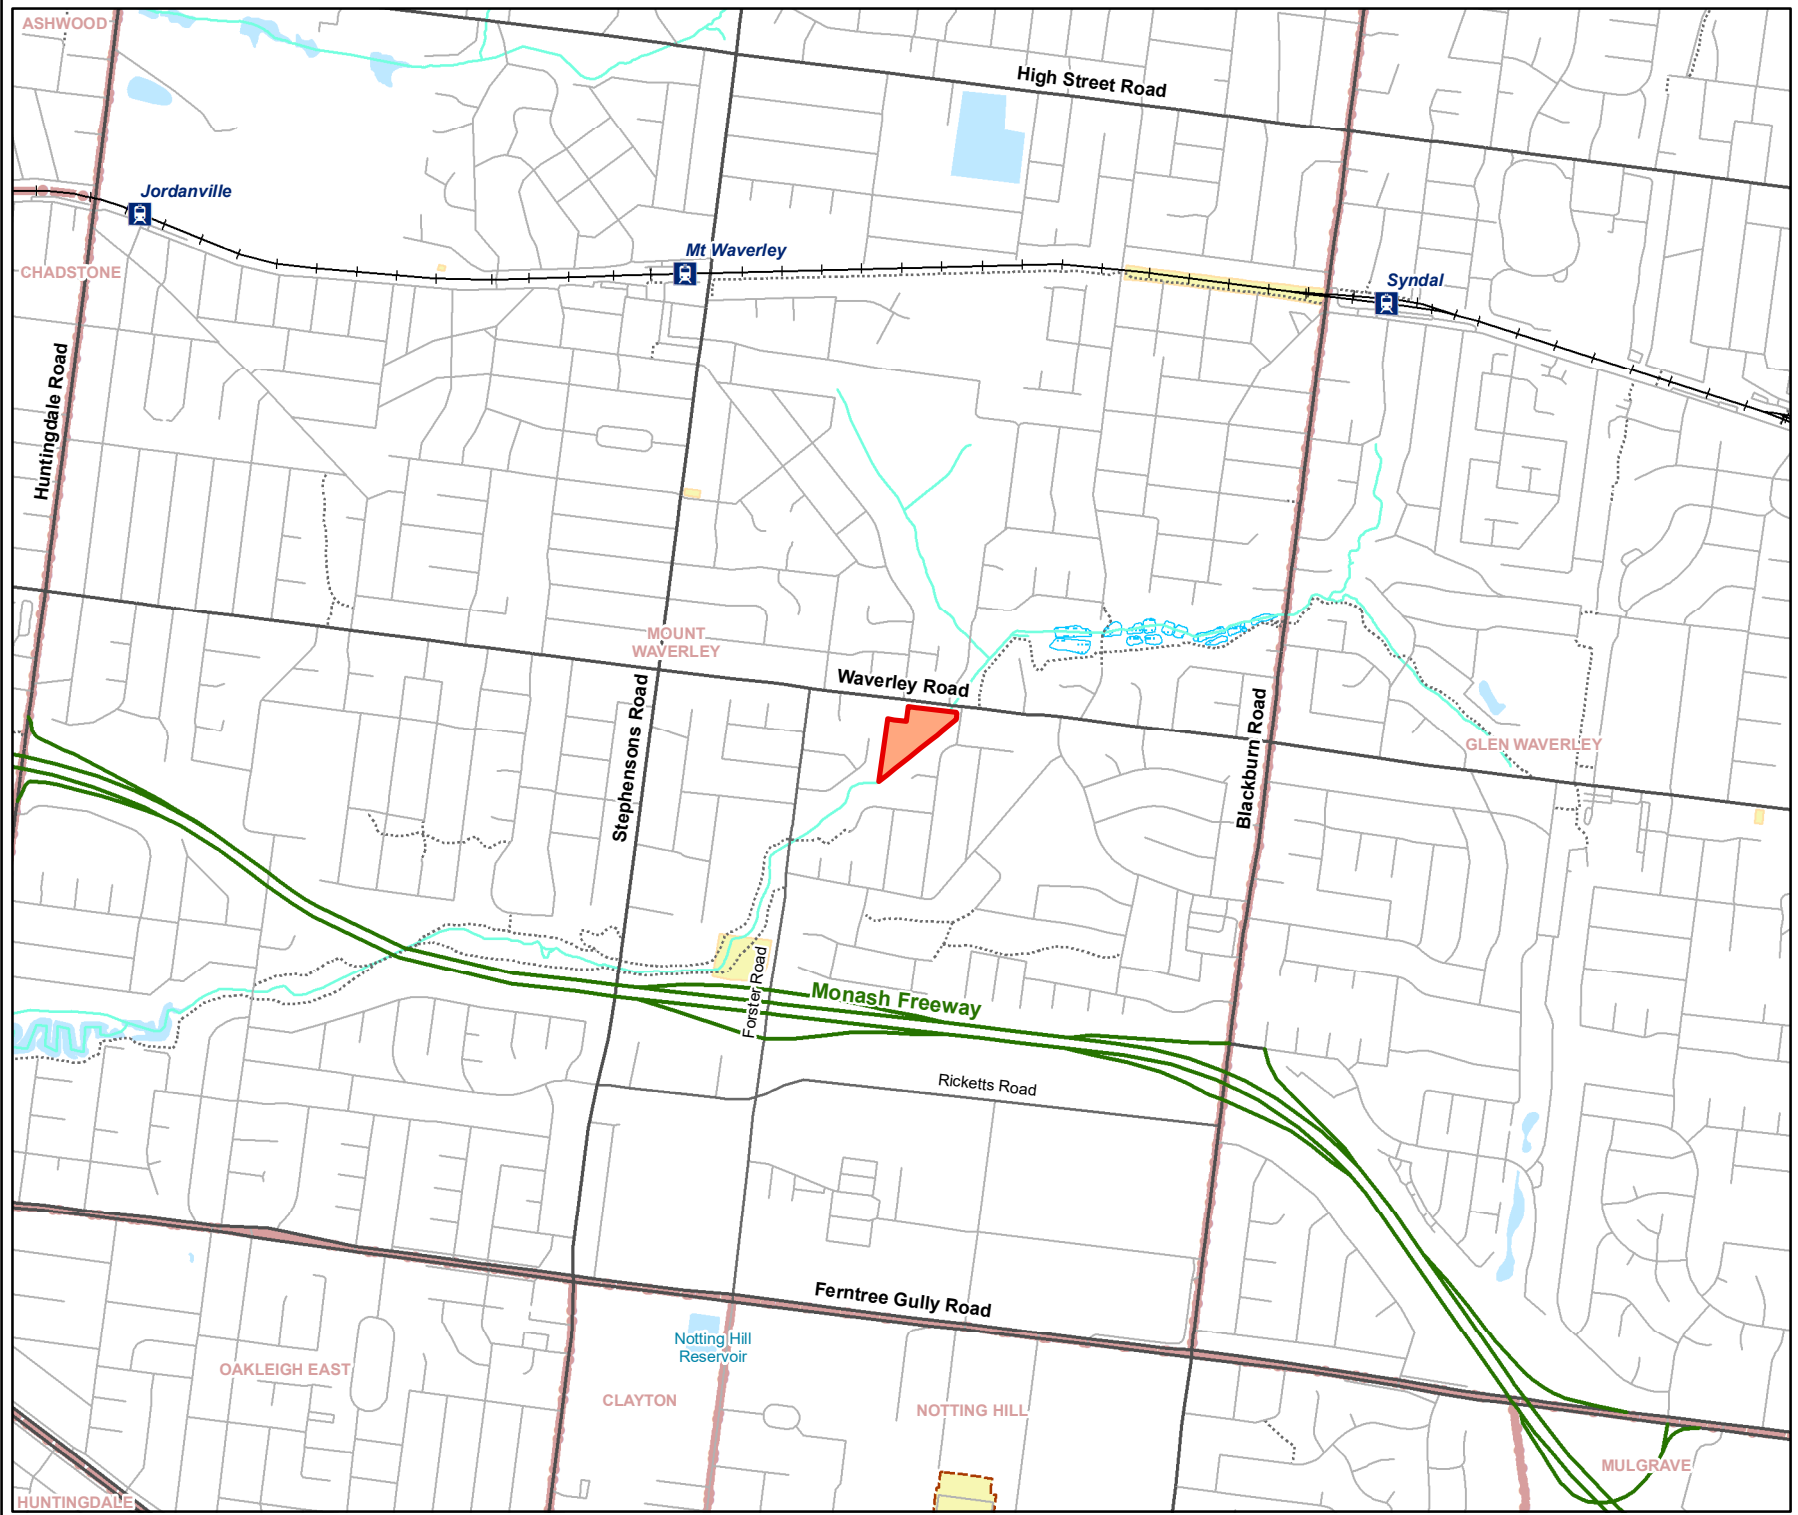 ASHWOOD
High Street Road
Jordanville
Mt Waverley
CHADSTONE
Syndal
Huntingdale Road
MOUNT
WAVERLEY
Waverley Road
Stephensons Road
Blackburn Road
GLEN WAVERLEY
Forster Road
Monash Freeway
Ricketts Road
Ferntree Gully Road
Notting Hill
Reservoir
OAKLEIGH EAST
CLAYTON
NOTTING HILL
MULGRAVE
HUNTINGDALE